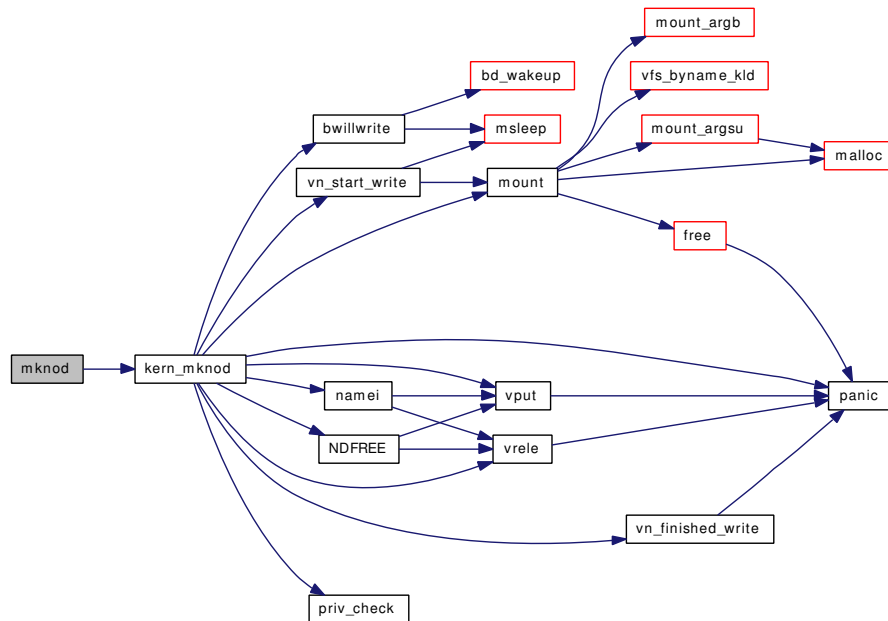 mount_argb
bd_wakeup
vfs_byname_kld
bwillwrite
msleep
mount_argsu
malloc
vn_start_write
mount
free
mknod
kern_mknod
namei
vput
panic
NDFREE
vrele
vn_finished_write
priv_check